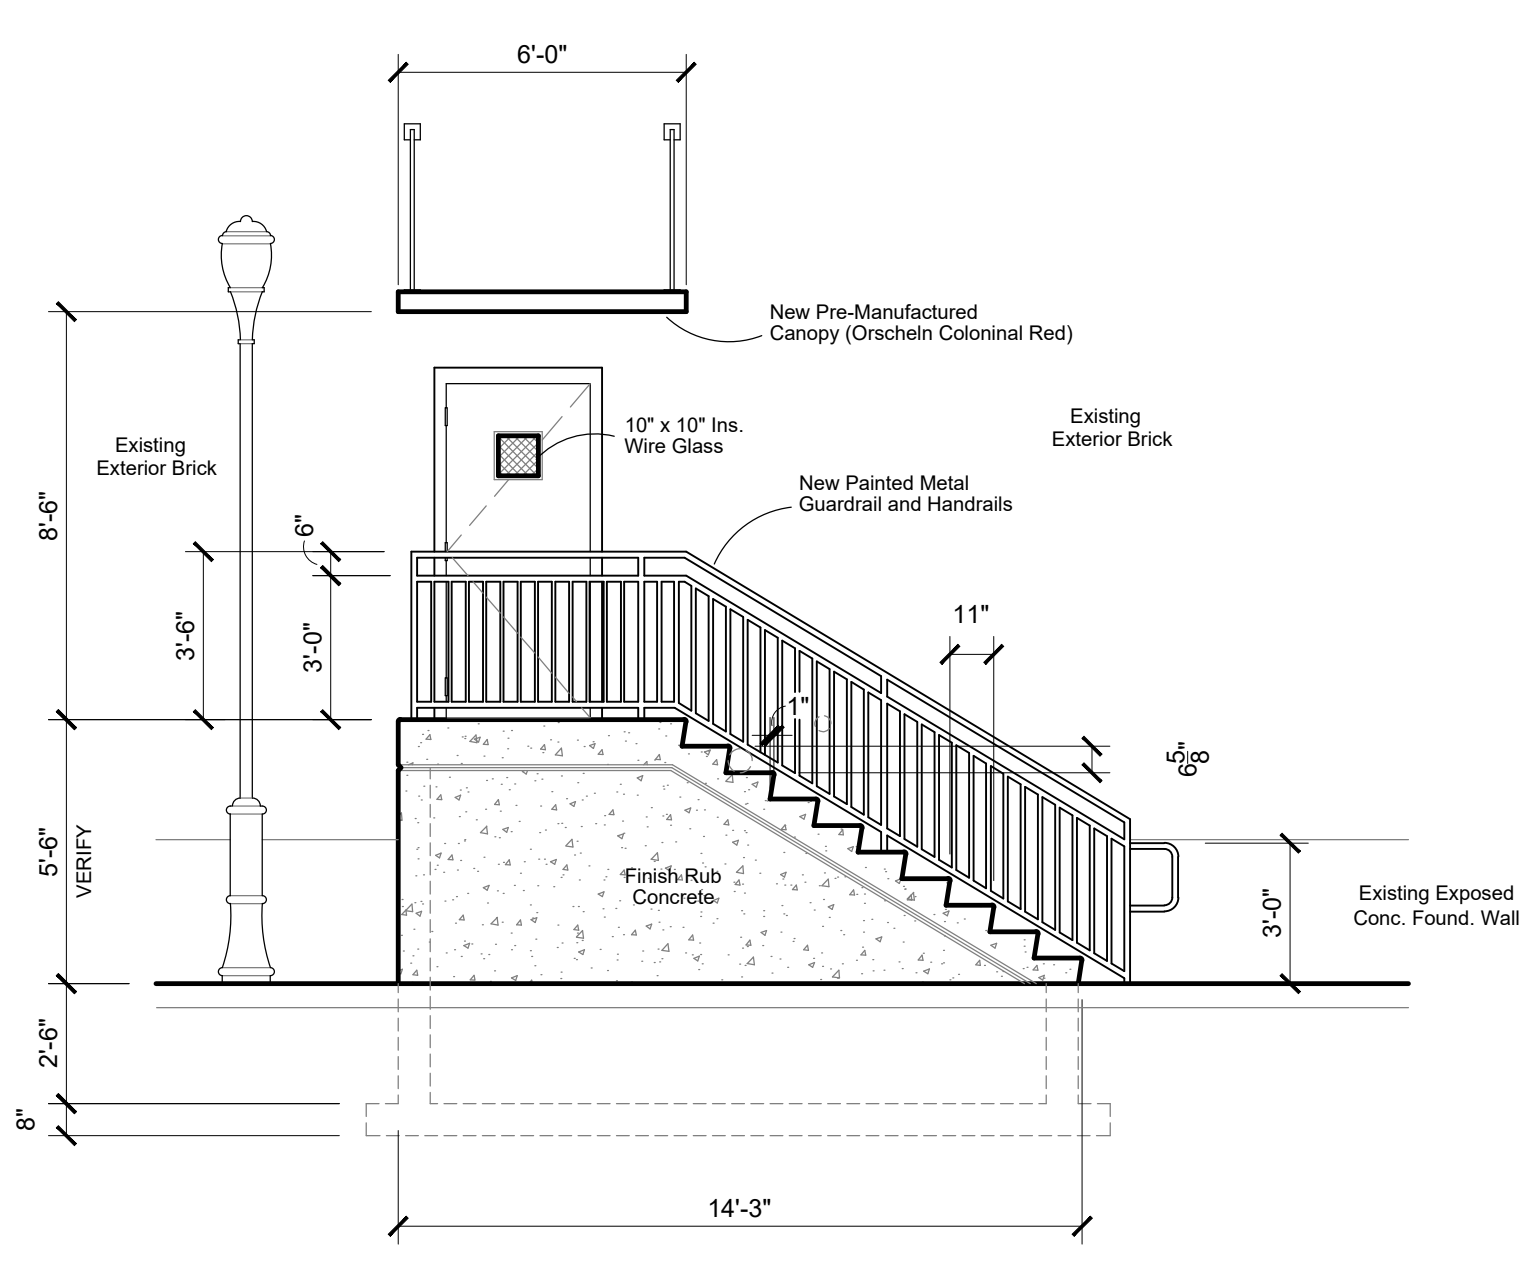 6'-0"
New Pre-Manufactured
Canopy (Orscheln Coloninal Red)
10" x 10" Ins.
Wire Glass
Existing
Exterior Brick
Existing
Exterior Brick
New Painted Metal
Guardrail and Handrails
8'-6"
6"
3'-6"
3'-0"
11"
1"
6 5/8"
5'-6"
VERIFY
Finish Rub
Concrete
3'-0"
Existing Exposed
Conc. Found. Wall
2'-6"
8"
14'-3"